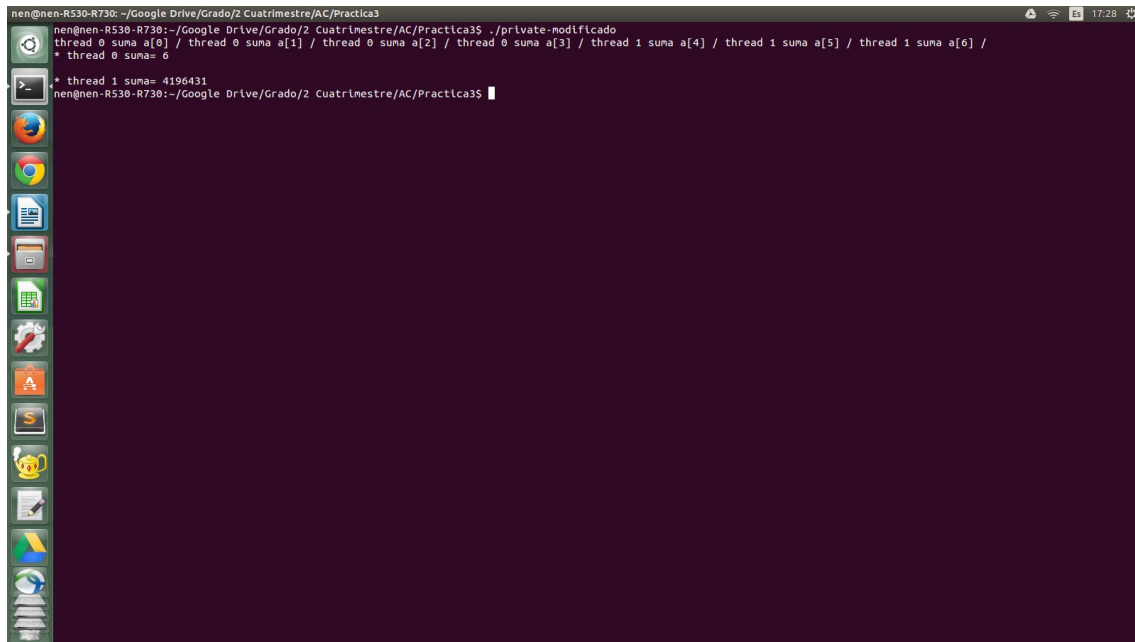 nen@nen-R530-R730: ~/Google Drive/Grado/2 Cuatrimestre/AC/Practica3
Es 17:28
nen@nen-R530-R730:~/Google Drive/Grado/2 Cuatrimestre/AC/Practica3$ ./private-modificado
thread 0 suma a[0] / thread 0 suma a[1] / thread 0 suma a[2] / thread 0 suma a[3] / thread 1 suma a[4] / thread 1 suma a[5] / thread 1 suma a[6] /
* thread 0 suma= 6
* thread 1 suma= 4196431
nen@nen-R530-R730:~/Google Drive/Grado/2 Cuatrimestre/AC/Practica3$